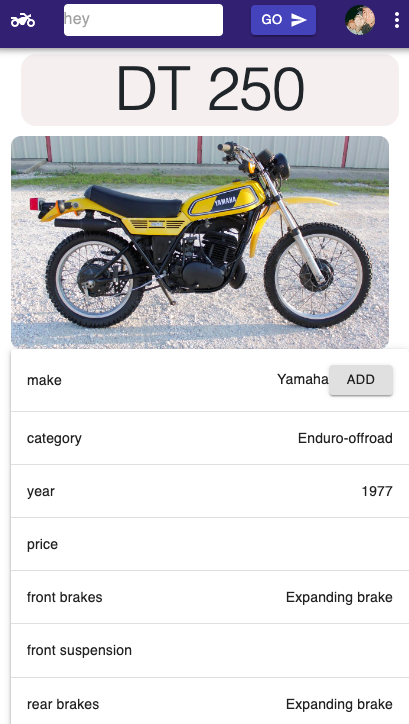 hey
GO
DT 250
YAMAHA
make Yamaha ADD
category Enduro-offroad
year 1977
price
front brakes Expanding brake
front suspension
rear brakes Expanding brake